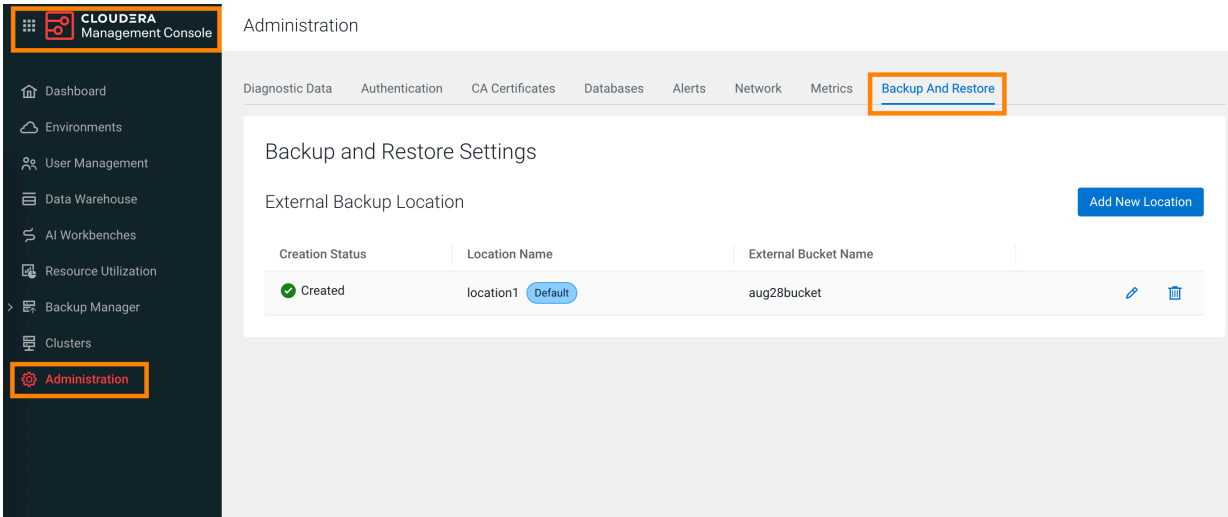 CLOUDERA
Management Console
Administration
Dashboard
Environments
User Management
Data Warehouse
AI Workbenches
Resource Utilization
Backup Manager
Clusters
Administration
Diagnostic Data Authentication CA Certificates Databases Alerts Network Metrics Backup And Restore
Backup and Restore Settings
External Backup Location
Add New Location
Creation Status Location Name External Bucket Name
Created location1 Default aug28bucket